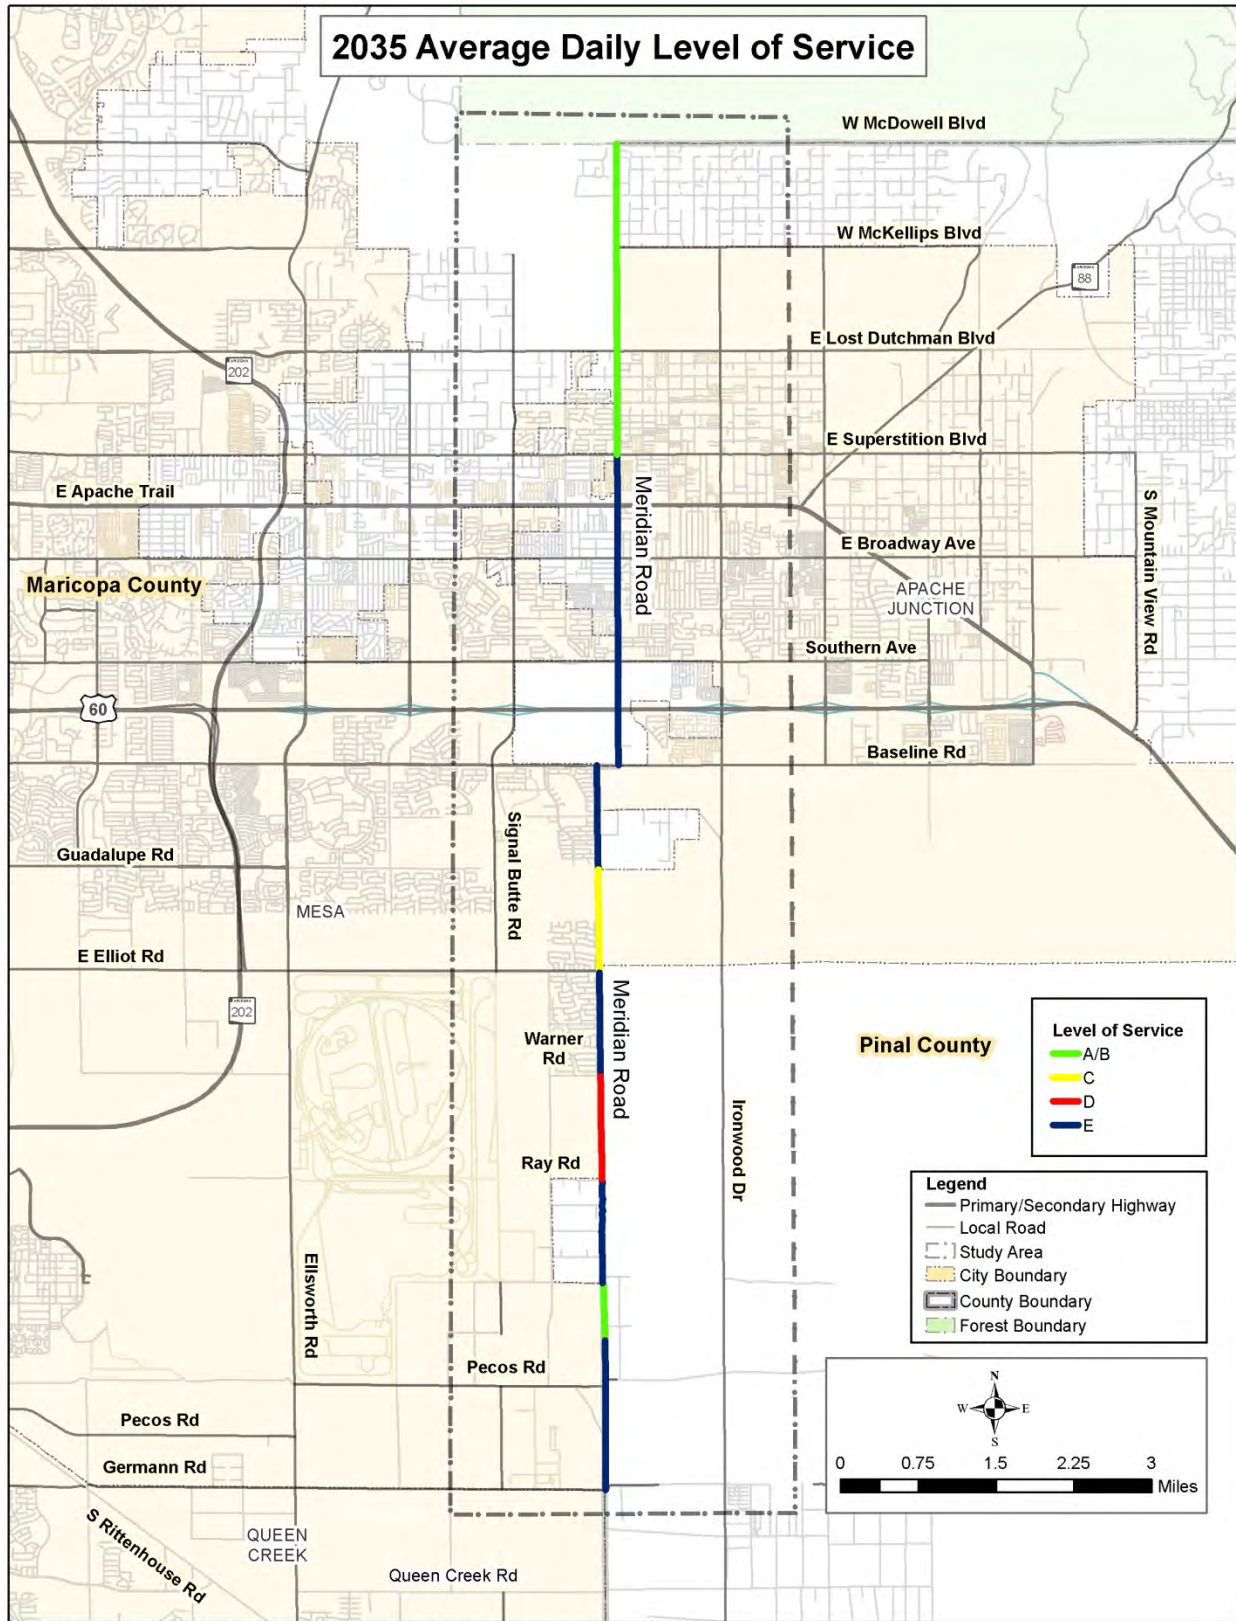 2035 Average Daily Level of Service
W McDowell Blvd
W McKellips Blvd
88
E Lost Dutchman Blvd
202
E Superstition Blvd
E Apache Trail
Meridian Road
S Mountain View Rd
E Broadway Ave
Maricopa County
APACHE
JUNCTION
Southern Ave
60
Baseline Rd
Signal Butte Rd
Guadalupe Rd
MESA
E Elliot Rd
202
Meridian Road
Warner
Rd
Pinal County
Level of Service
A/B
C
D
E
Ironwood Dr
Ray Rd
Legend
Primary/Secondary Highway
Local Road
Study Area
City Boundary
County Boundary
Forest Boundary
Ellsworth Rd
Pecos Rd
N
W E
S
Pecos Rd
Germann Rd
0 0.75 1.5 2.25 3
Miles
S Rittenhouse Rd
QUEEN
CREEK
Queen Creek Rd